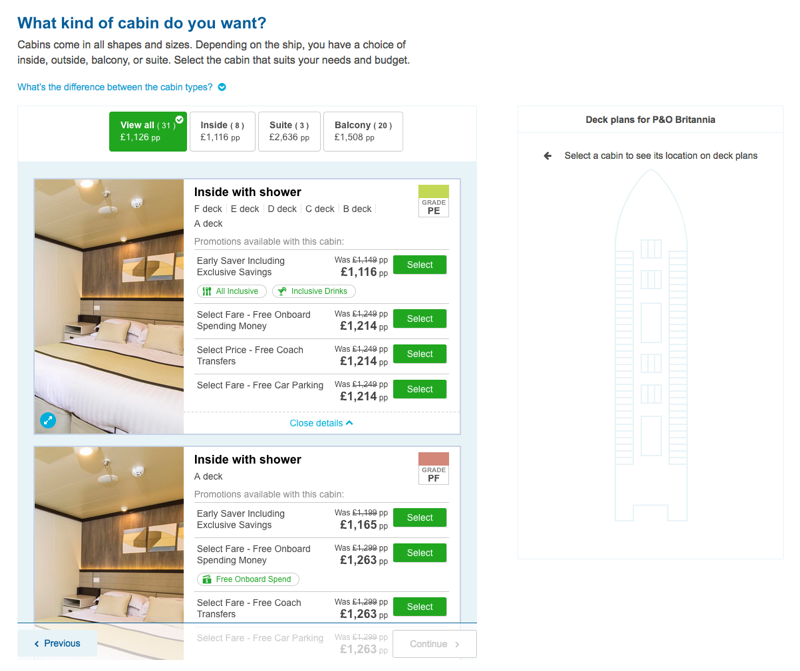 What kind of cabin do you want?
Cabins come in all shapes and sizes. Depending on the ship, you have a choice of
inside, outside, balcony, or suite. Select the cabin that suits your needs and budget.
What's the difference between the cabin types?
View all ( 31 )
£1,126 pp
Inside ( 8 )
£1,116 pp
Suite ( 3 )
£2,636 pp
Balcony ( 20 )
£1,508 pp
Inside with shower
F deck E deck D deck C deck B deck
A deck
GRADE
PE
Promotions available with this cabin:
Early Saver Including
Exclusive Savings
Was £1,149 pp
£1,116 pp
Select
All Inclusive
Inclusive Drinks
Select Fare - Free Onboard
Spending Money
Was £1,249 pp
£1,214 pp
Select
Select Price - Free Coach
Transfers
Was £1,249 pp
£1,214 pp
Select
Select Fare - Free Car Parking
Was £1,249 pp
£1,214 pp
Select
Close details
Inside with shower
A deck
GRADE
PF
Promotions available with this cabin:
Early Saver Including
Exclusive Savings
Was £1,199 pp
£1,165 pp
Select
Select Fare - Free Onboard
Spending Money
Was £1,299 pp
£1,263 pp
Select
Free Onboard Spend
Select Fare - Free Coach
Transfers
Was £1,299 pp
£1,263 pp
Select
Select Fare - Free Car Parking
Was £1,299 pp
£1,263 pp
Previous
Continue
Deck plans for P&O Britannia
Select a cabin to see its location on deck plans